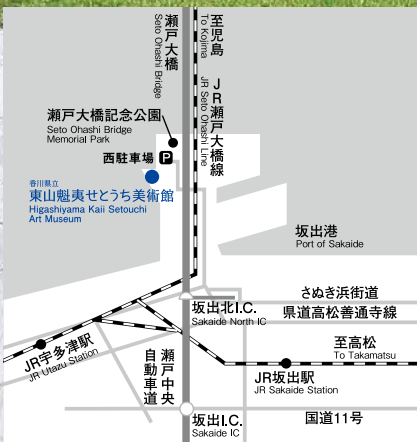 瀬戸大橋
Seto Ohashi Bridge
至児島
To Kojima
JR瀬戸大橋線
JR Seto Ohashi Line
瀬戸大橋記念公園
Seto Ohashi Bridge
Memorial Park
西駐車場 P
香川県立
東山魁夷せとうち美術館
Higashiyama Kaii Setouchi
Art Museum
坂出港
Port of Sakaide
さぬき浜街道
坂出北I.C.
Sakaide North IC
県道高松善通寺線
至高松
To Takamatsu
JR宇多津駅
JR Utazu Station
瀬戸中央
自動車道
JR坂出駅
JR Sakaide Station
坂出I.C.
Sakaide IC
国道11号